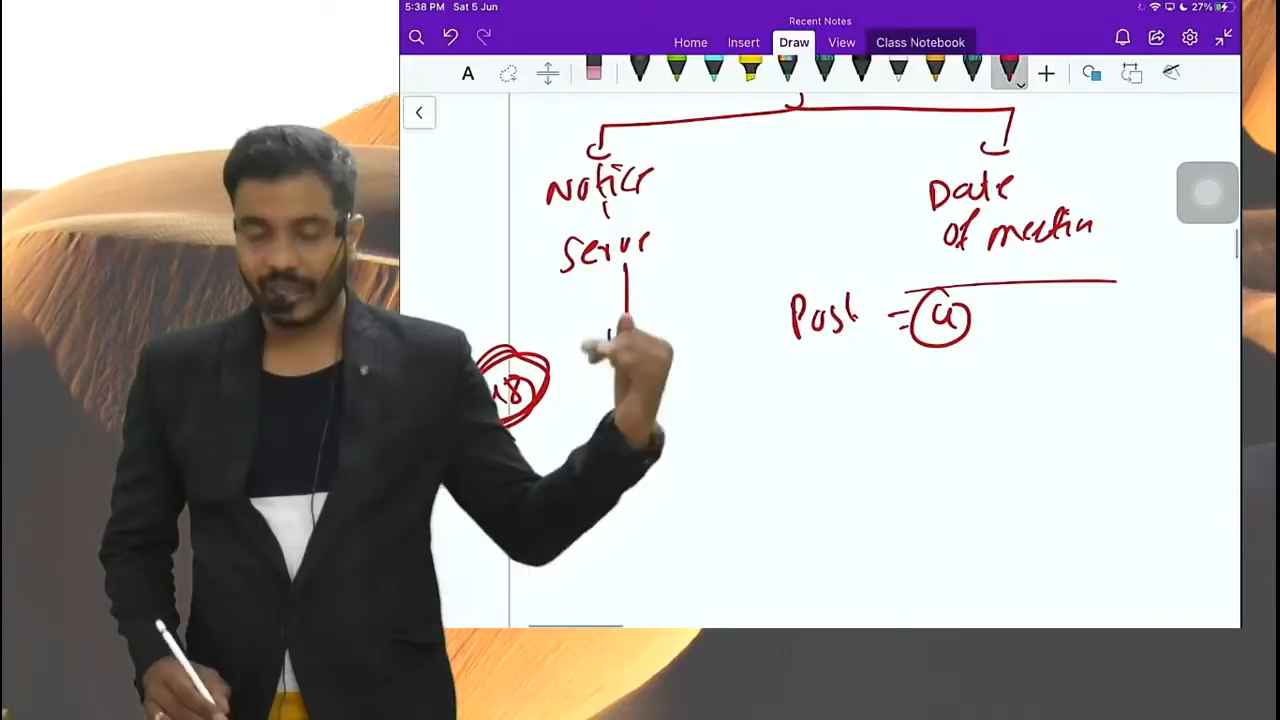 5:38 PM Sat 5 Jun
27%
Recent Notes
Home Insert Draw View Class Notebook
A
Notice
Date
of meetin
Serve
Post =
48